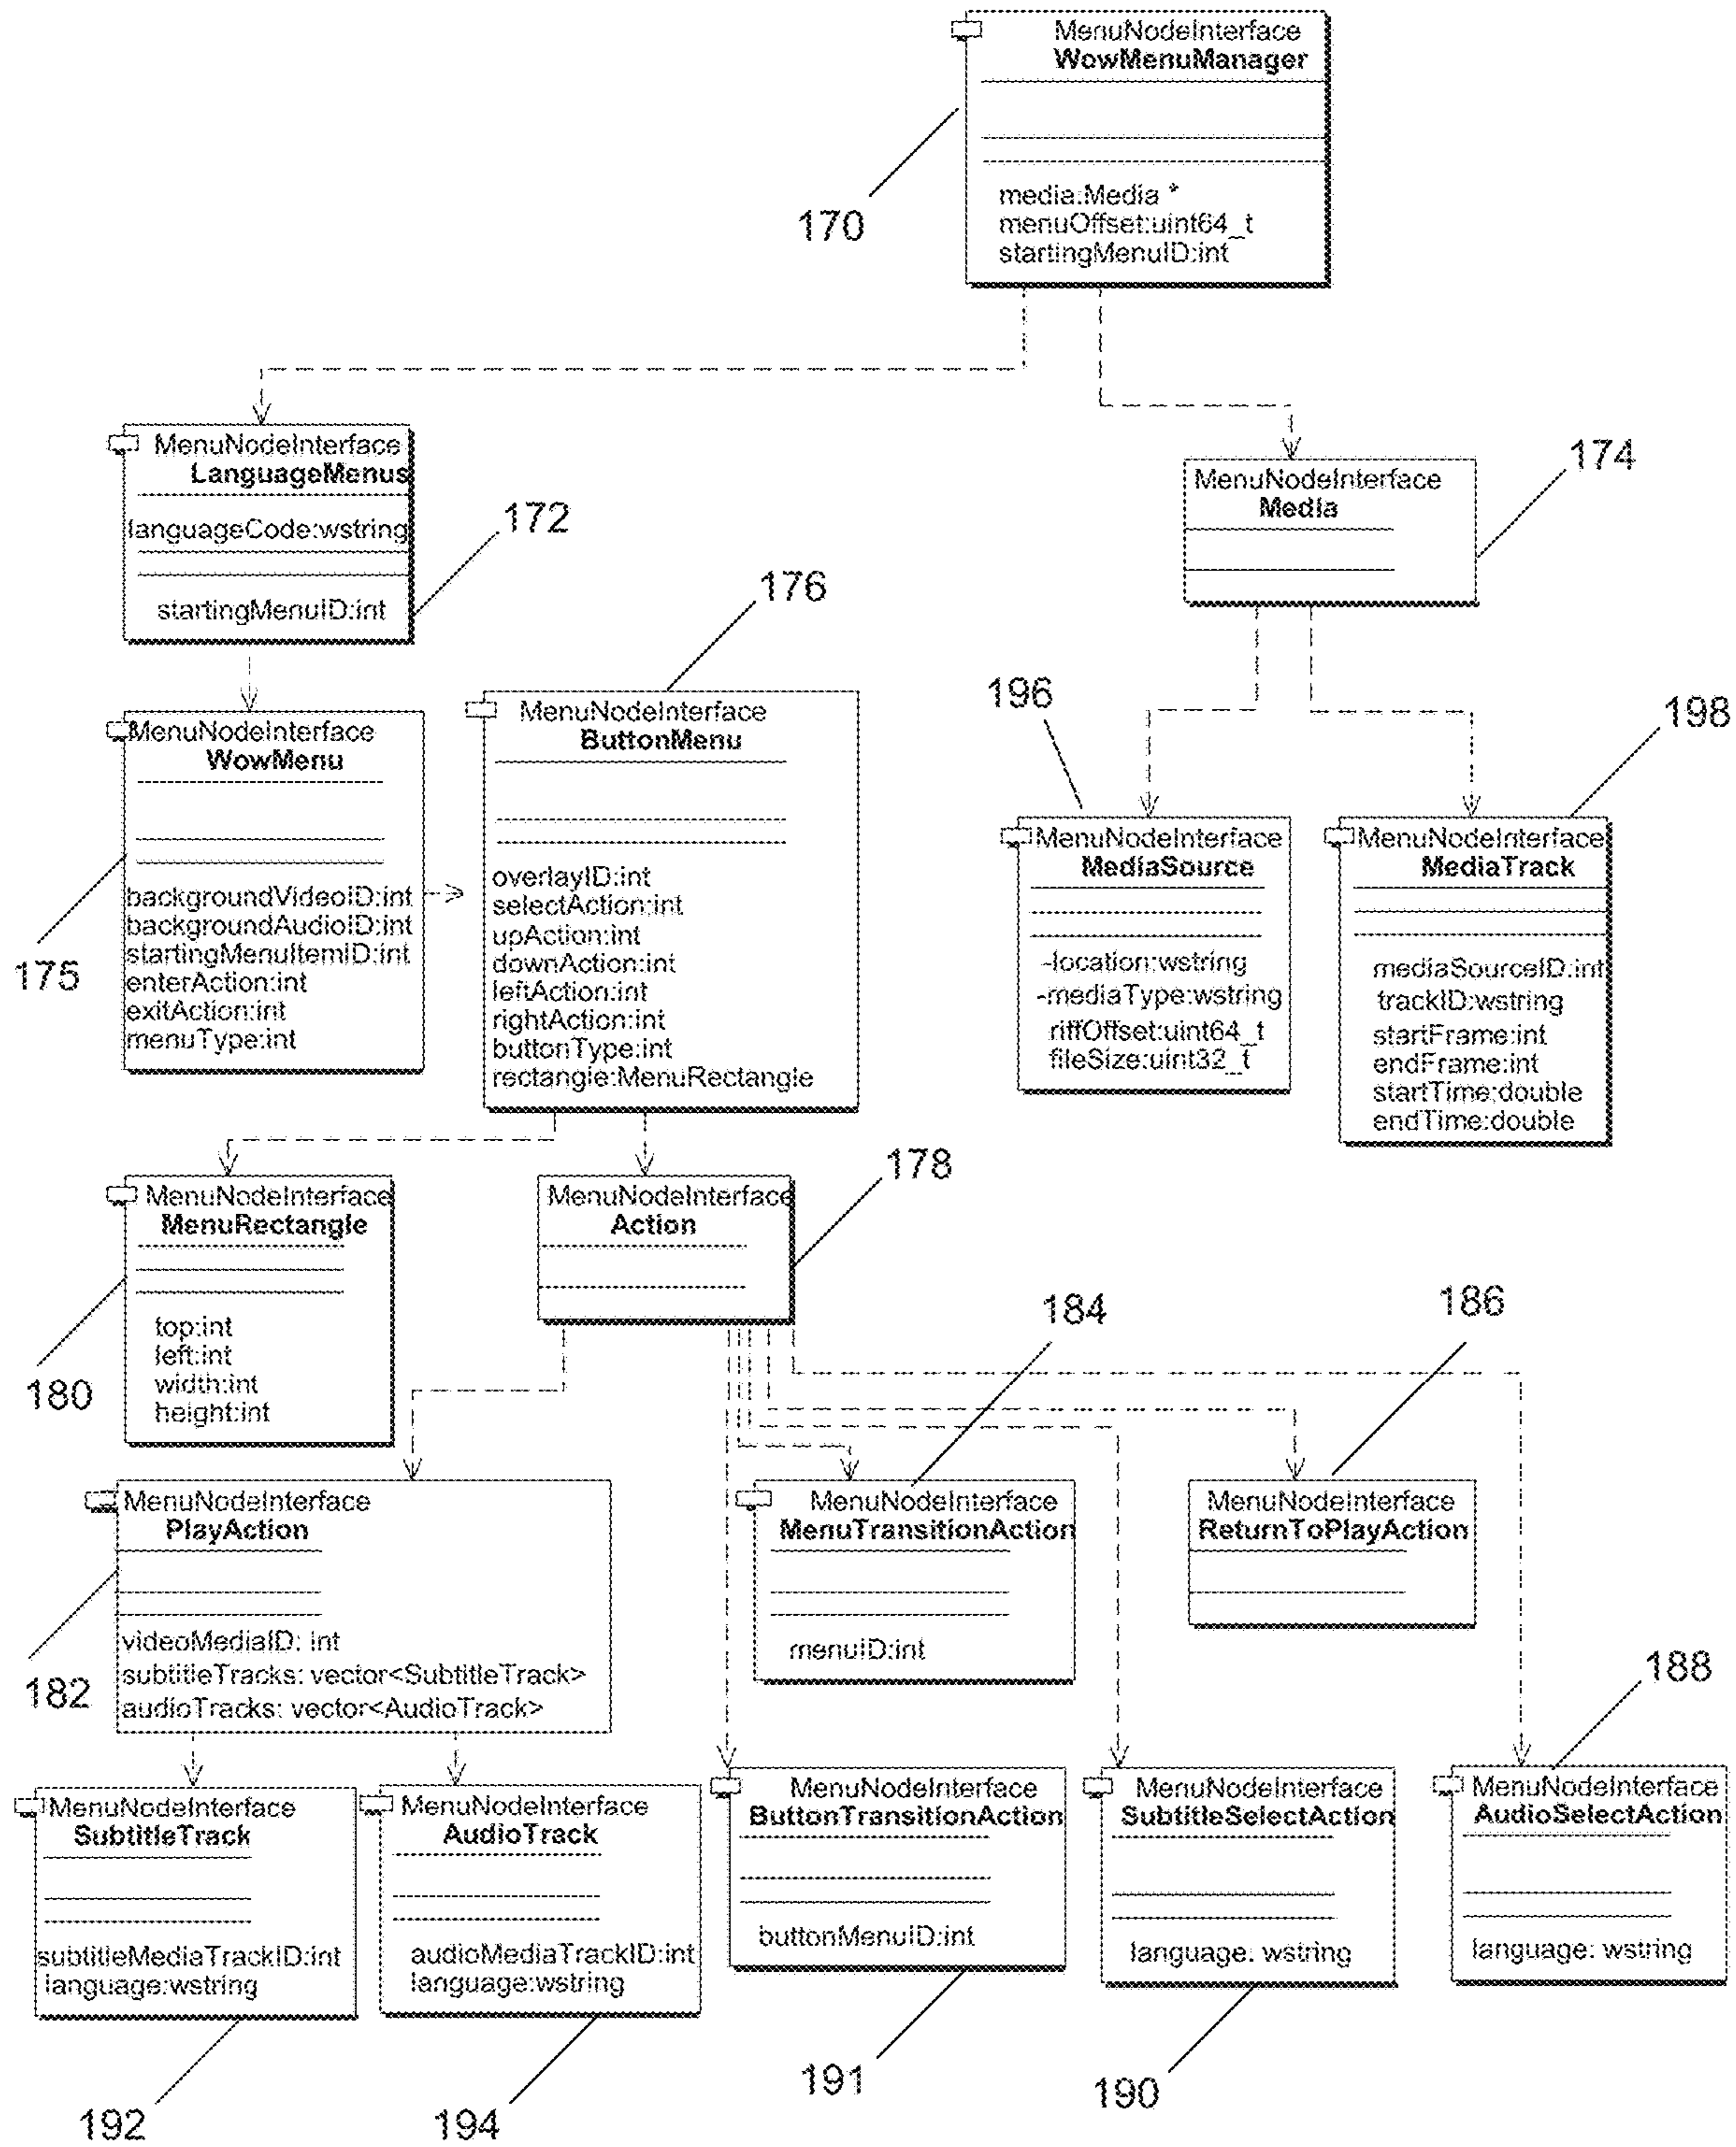 MenuNodeInterface
WowMenuManager
media:Media *
menuOffset:uint64_t
startingMenuID:int
170
MenuNodeInterface
LanguageMenus
languageCode:wstring
startingMenuID:int
172
MenuNodeInterface
Media
174
176
MenuNodeInterface
WowMenu
backgroundVideoID:int
backgroundAudioID:int
startingMenuItemID:int
enterAction:int
exitAction:int
menuType:int
175
MenuNodeInterface
ButtonMenu
overlayID:int
selectAction:int
upAction:int
downAction:int
leftAction:int
rightAction:int
buttonType:int
rectangle:MenuRectangle
196
MenuNodeInterface
MediaSource
-location:wstring
-mediaType:wstring
riffOffset:uint64_t
fileSize:uint32_t
198
MenuNodeInterface
MediaTrack
mediaSourceID:int
trackID:wstring
startFrame:int
endFrame:int
startTime:double
endTime:double
MenuNodeInterface
MenuRectangle
top:int
left:int
width:int
height:int
180
MenuNodeInterface
Action
178
184
186
MenuNodeInterface
PlayAction
videoMediaID: int
subtitleTracks: vector<SubtitleTrack>
audioTracks: vector<AudioTrack>
182
MenuNodeInterface
MenuTransitionAction
menuID:int
MenuNodeInterface
ReturnToPlayAction
188
MenuNodeInterface
SubtitleTrack
subtitleMediaTrackID:int
language:wstring
MenuNodeInterface
AudioTrack
audioMediaTrackID:int
language:wstring
MenuNodeInterface
ButtonTransitionAction
buttonMenuID:int
MenuNodeInterface
SubtitleSelectAction
language: wstring
MenuNodeInterface
AudioSelectAction
language: wstring
192
194
191
190